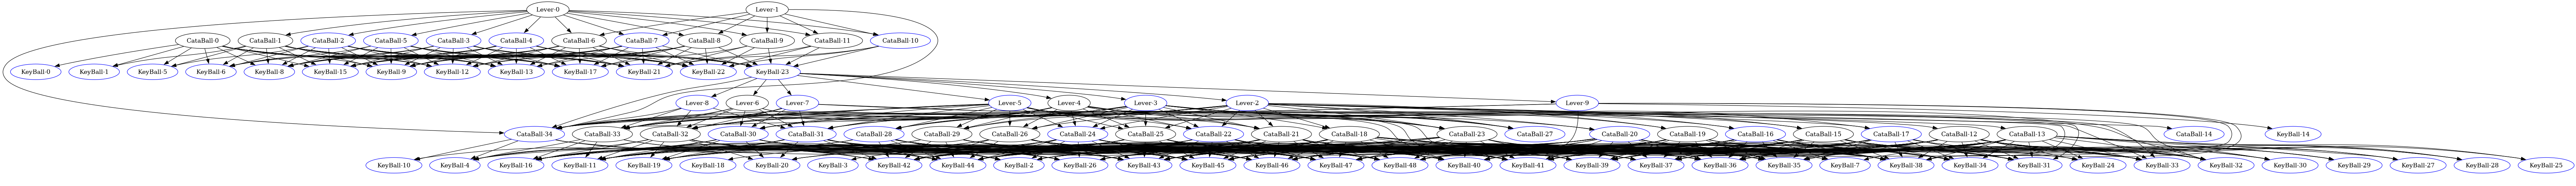 Lever-0 Lever-1
CataBall-0 CataBall-1 CataBall-2 CataBall-5 CataBall-3 CataBall-4 CataBall-6 CataBall-7 CataBall-8 CataBall-9 CataBall-11 CataBall-10
KeyBall-0 KeyBall-1 KeyBall-5 KeyBall-6 KeyBall-8 KeyBall-15 KeyBall-9 KeyBall-12 KeyBall-13 KeyBall-17 KeyBall-21 KeyBall-22 KeyBall-23
Lever-8 Lever-6 Lever-7 Lever-5 Lever-4 Lever-3 Lever-2 Lever-9
CataBall-34 CataBall-33 CataBall-32 CataBall-30 CataBall-31 CataBall-28 CataBall-29 CataBall-26 CataBall-24 CataBall-25 CataBall-22 CataBall-21 CataBall-18 CataBall-23 CataBall-27 CataBall-20 CataBall-19 CataBall-16 CataBall-15 CataBall-17 CataBall-12 CataBall-13 CataBall-14 KeyBall-14
KeyBall-10 KeyBall-4 KeyBall-16 KeyBall-11 KeyBall-19 KeyBall-18 KeyBall-20 KeyBall-3 KeyBall-42 KeyBall-44 KeyBall-2 KeyBall-26 KeyBall-43 KeyBall-45 KeyBall-46 KeyBall-47 KeyBall-48 KeyBall-40 KeyBall-41 KeyBall-39 KeyBall-37 KeyBall-36 KeyBall-35 KeyBall-7 KeyBall-38 KeyBall-34 KeyBall-31 KeyBall-24 KeyBall-33 KeyBall-32 KeyBall-30 KeyBall-29 KeyBall-27 KeyBall-28 KeyBall-25